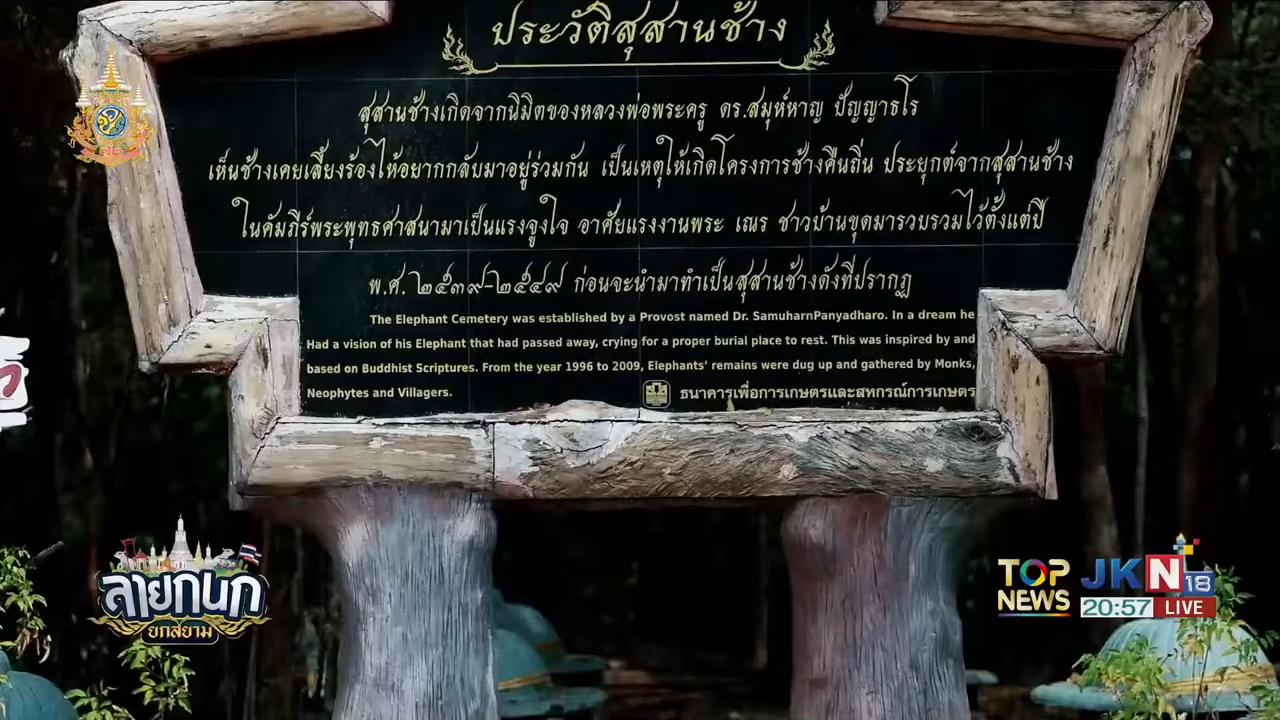 ประวัติสุสานช้าง
สุสานช้างเกิดจากนิมิตของหลวงพ่อพระครู ดร.สมุห์หาญ ปัญญาธโร
เห็นช้างเคยเลี้ยงร้องไห้อยากกลับมาอยู่ร่วมกัน เป็นเหตุให้เกิดโครงการช้างคืนถิ่น ประยุกต์จากสุสานช้าง
ในคัมภีร์พระพุทธศาสนามาเป็นแรงจูงใจ อาศัยแรงงานพระ เณร ชาวบ้านขุดมารวบรวมไว้ตั้งแต่ปี
พ.ศ. ๒๕๓๙-๒๕๔๙ ก่อนจะนำมาทำเป็นสุสานช้างดังที่ปรากฏ
The Elephant Cemetery was established by a Provost named Dr. SamuharnPanyadharo. In a dream he
Had a vision of his Elephant that had passed away, crying for a proper burial place to rest. This was inspired by and
based on Buddhist Scriptures. From the year 1996 to 2009, Elephants' remains were dug up and gathered by Monks,
Neophytes and Villagers.
ธนาคารเพื่อการเกษตรและสหกรณ์การเกษตร
ลายกนก
ยกสยาม
TOP NEWS
JKN 18
20:57 LIVE